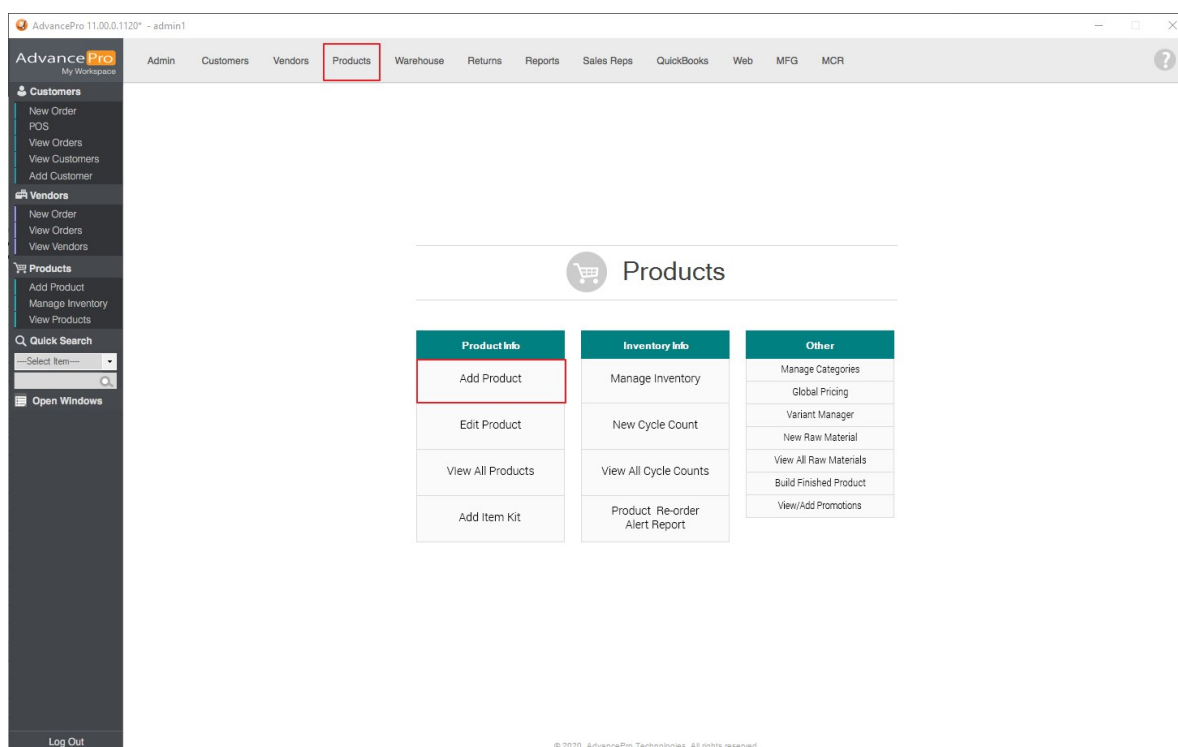 AdvancePro 11.00.0.1120* - admin1
AdvancePro
My Workspace
Admin Customers Vendors Products Warehouse Returns Reports Sales Reps QuickBooks Web MFG MCR
?
Customers
New Order
POS
View Orders
View Customers
Add Customer
Vendors
New Order
View Orders
View Vendors
Products
Add Product
Manage Inventory
View Products
Quick Search
---Select Item---
Open Windows
Log Out
Products
Product Info
Add Product
Edit Product
View All Products
Add Item Kit
Inventory Info
Manage Inventory
New Cycle Count
View All Cycle Counts
Product Re-order
Alert Report
Other
Manage Categories
Global Pricing
Variant Manager
New Raw Material
View All Raw Materials
Build Finished Product
View/Add Promotions
© 2020, AdvancePro Technologies. All rights reserved.